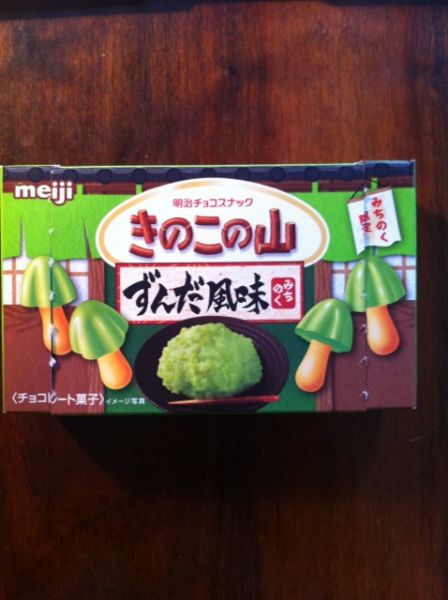 meiji
明治チョコスナック
きのこの山
みちのく
限定
ずんだ風味
みち
のく
〈チョコレート菓子〉イメージ写真